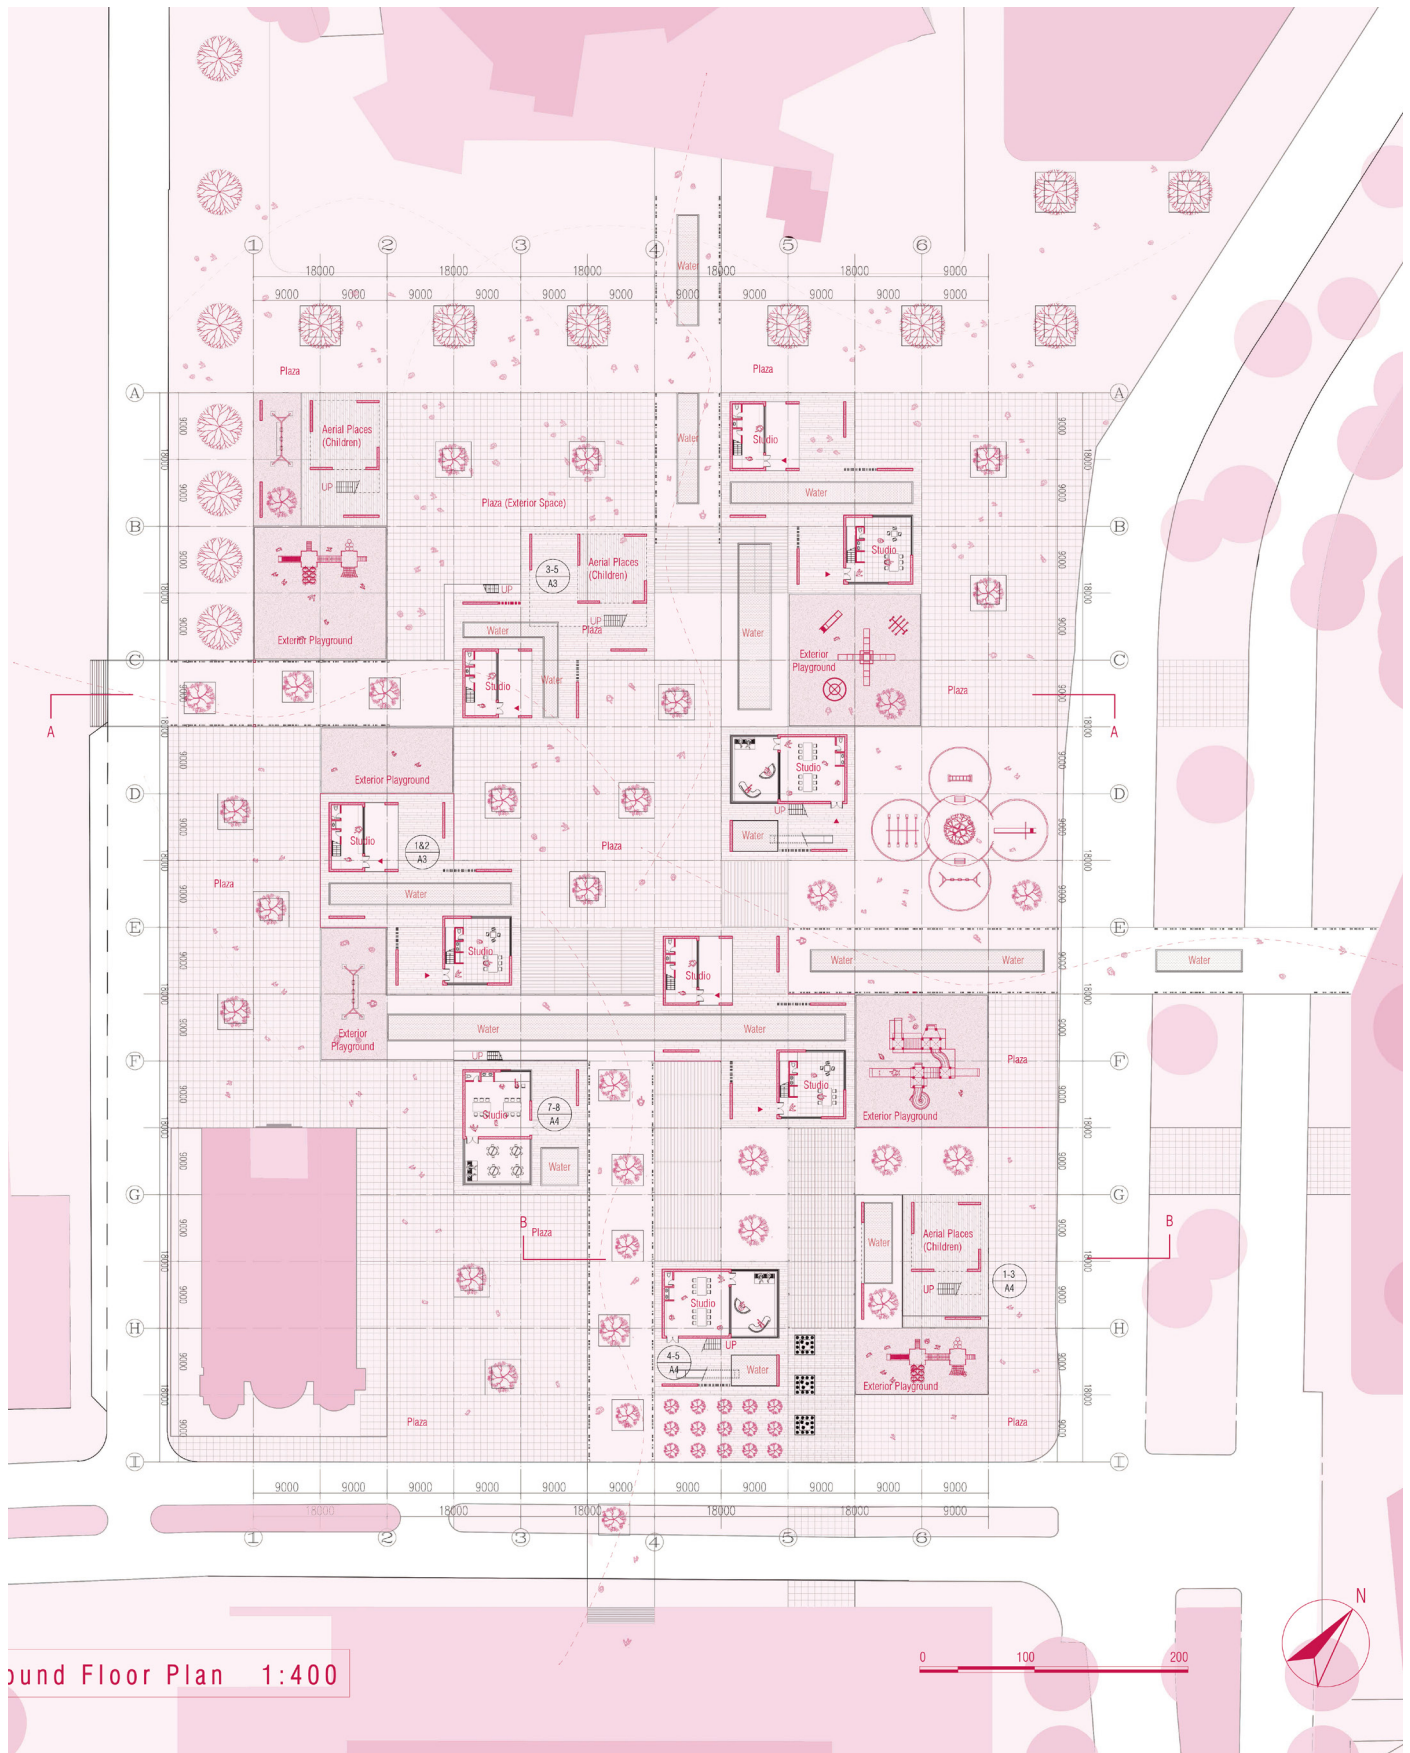 1
2
3
4
5
6
18000
18000
18000
18000
18000
9000
9000
9000
9000
9000
9000
9000
9000
9000
9000
9000
9000
Water
Plaza
Plaza
A
A
Aerial Places
(Children)
UP
Water
Studio
Plaza (Exterior Space)
Water
B
B
Studio
3-5
A3
Aerial Places
(Children)
UP
UP
Plaza
Water
Water
Exterior Playground
Exterior
Playground
C
C
Studio
Water
Plaza
A
A
Exterior Playground
Studio
D
D
UP
Water
Studio
1&2
A3
Plaza
Plaza
Water
E
E
Studio
Studio
Water
Water
Water
Exterior
Playground
Water
Water
F
F
UP
Plaza
Studio
Exterior Playground
Studio
7-8
A4
Water
G
G
B
Plaza
B
Water
Aerial Places
(Children)
UP
1-3
A4
Studio
H
H
UP
4-5
A4
Water
Exterior Playground
Plaza
Plaza
I
I
9000
9000
9000
9000
9000
9000
9000
9000
9000
9000
9000
18000
18000
18000
18000
18000
1
2
3
4
5
6
N
0
100
200
ound Floor Plan 1:400